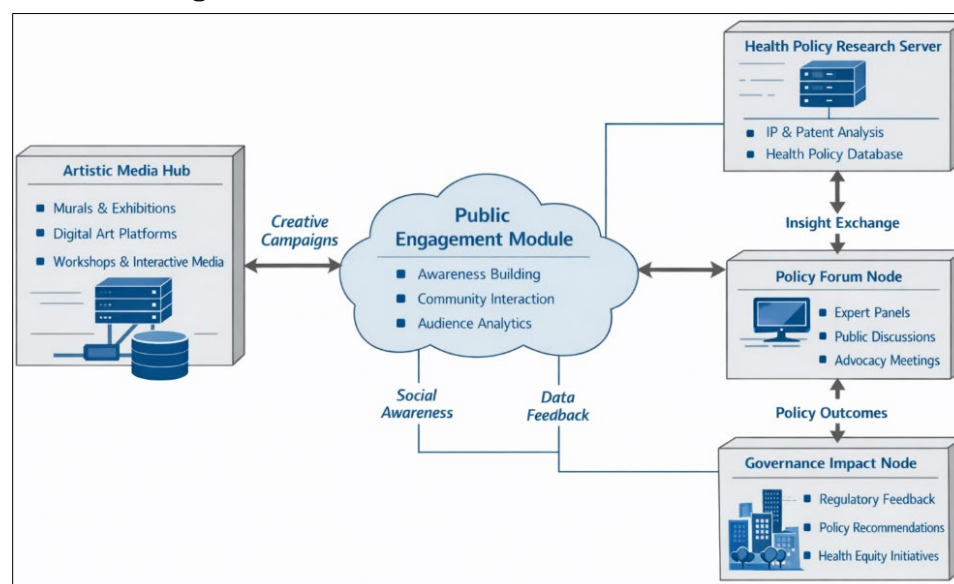 Health Policy Research Server
IP & Patent Analysis
Health Policy Database
Artistic Media Hub
Murals & Exhibitions
Digital Art Platforms
Workshops & Interactive Media
Creative
Campaigns
Public
Engagement Module
Awareness Building
Community Interaction
Audience Analytics
Insight Exchange
Policy Forum Node
Expert Panels
Public Discussions
Advocacy Meetings
Social
Awareness
Data
Feedback
Policy Outcomes
Governance Impact Node
Regulatory Feedback
Policy Recommendations
Health Equity Initiatives